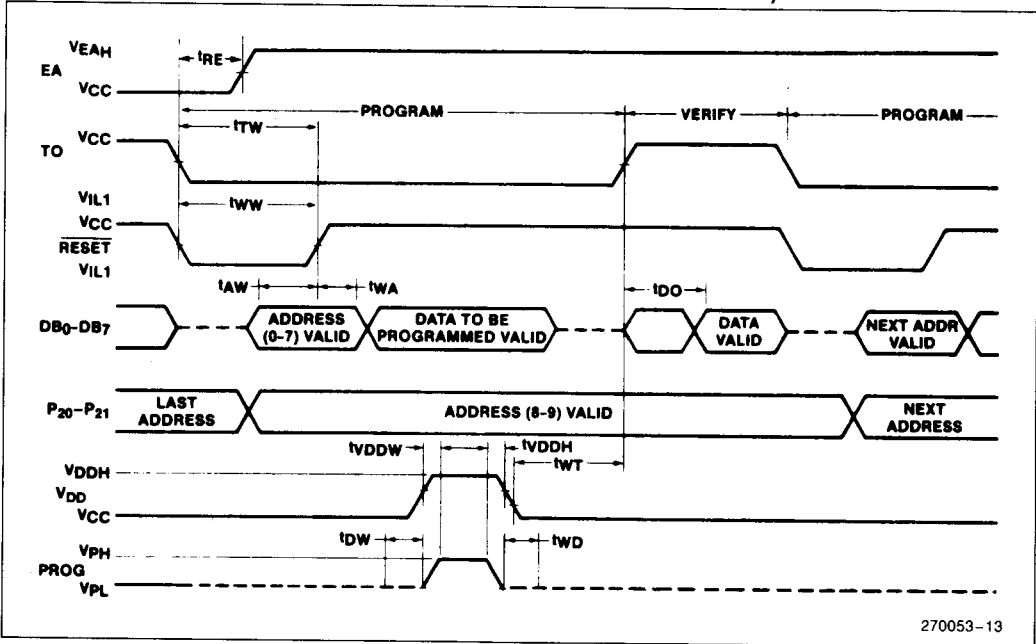 VEAH
EA
VCC
tRE
PROGRAM
VERIFY
PROGRAM
tTW
VCC
TO
VIL1
tWW
VCC
RESET
VIL1
tAW
tWA
tDO
DB0–DB7
ADDRESS
(0–7) VALID
DATA TO BE
PROGRAMMED VALID
DATA
VALID
NEXT ADDR
VALID
P20–P21
LAST
ADDRESS
ADDRESS (8–9) VALID
NEXT
ADDRESS
tVDDW
tVDDH
tWT
VDDH
VDD
VCC
tDW
tWD
VPH
PROG
VPL
270053–13